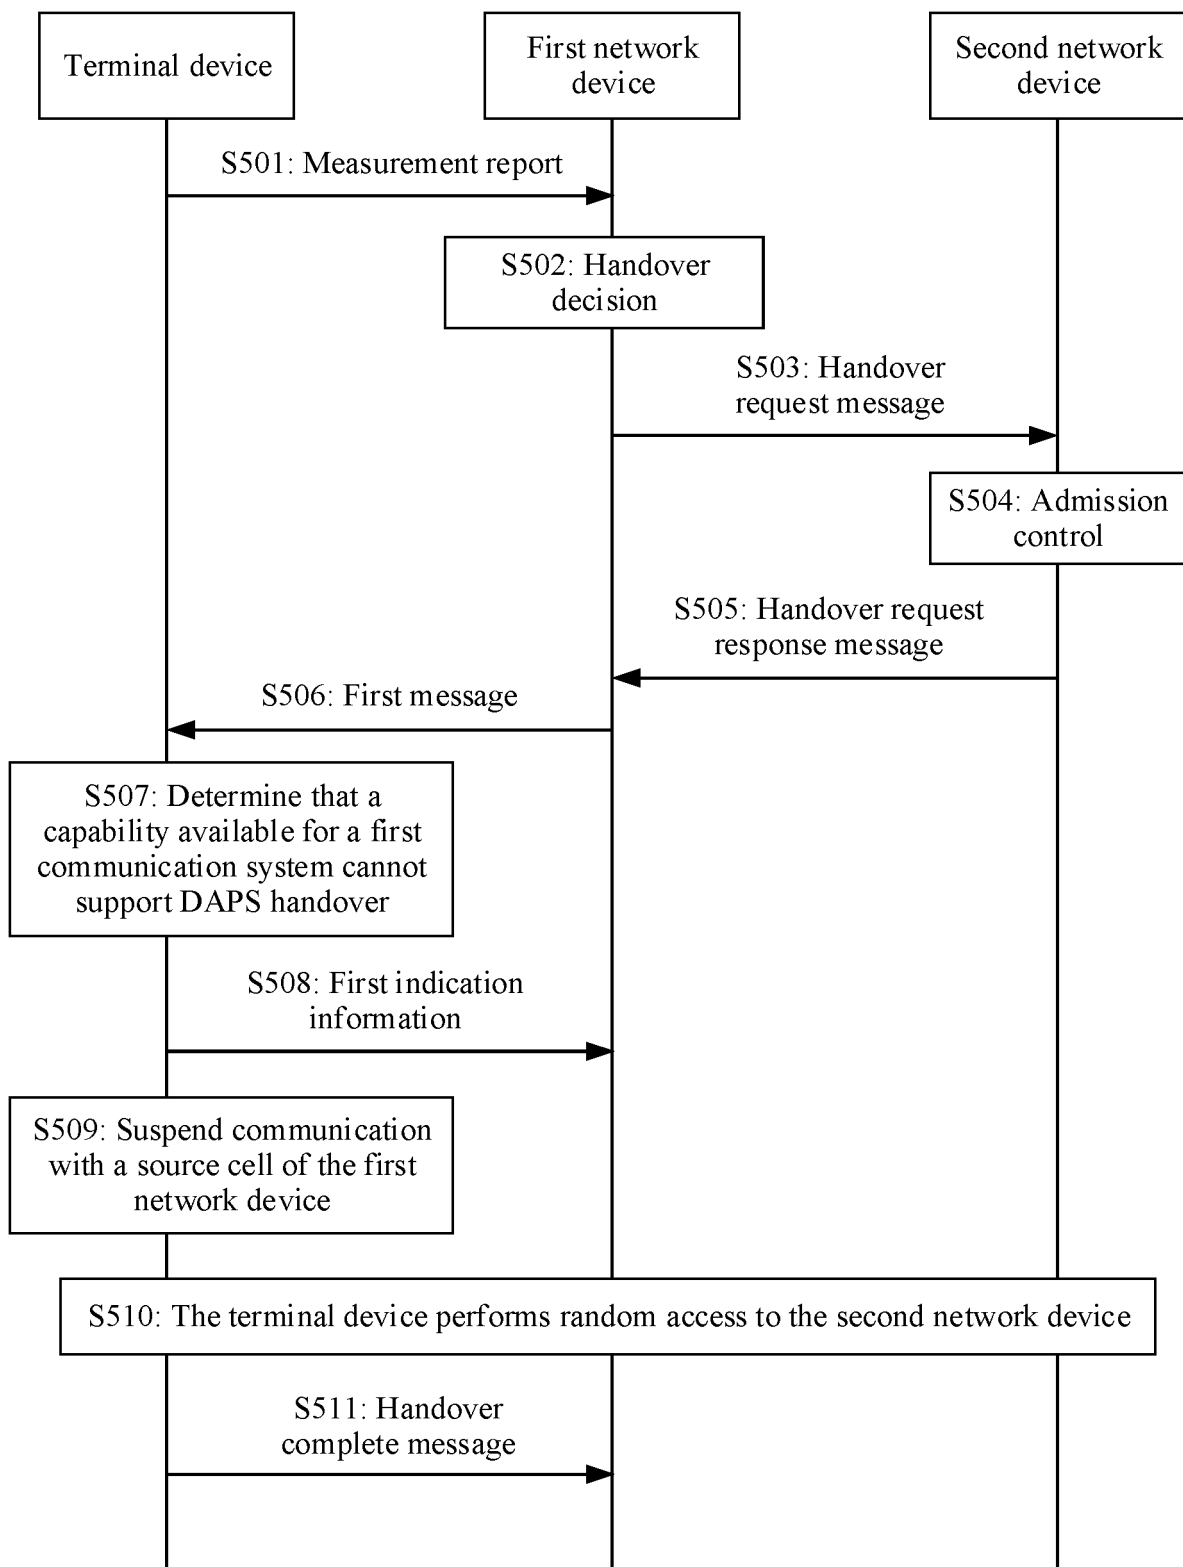 Terminal device
First network
device
Second network
device
S501: Measurement report
S502: Handover
decision
S503: Handover
request message
S504: Admission
control
S505: Handover request
response message
S506: First message
S507: Determine that a
capability available for a first
communication system cannot
support DAPS handover
S508: First indication
information
S509: Suspend communication
with a source cell of the first
network device
S510: The terminal device performs random access to the second network device
S511: Handover
complete message